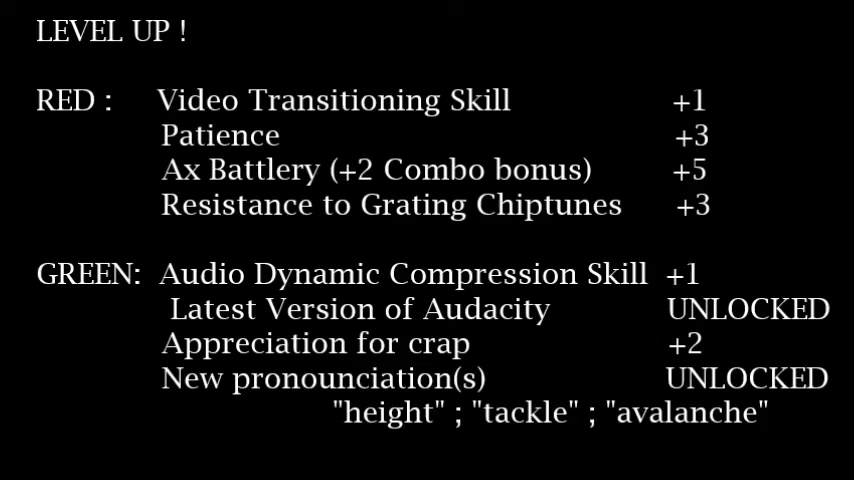 LEVEL UP !
RED : Video Transitioning Skill +1
Patience +3
Ax Battlery (+2 Combo bonus) +5
Resistance to Grating Chiptunes +3
GREEN: Audio Dynamic Compression Skill +1
Latest Version of Audacity UNLOCKED
Appreciation for crap +2
New pronounciation(s) UNLOCKED
"height" ; "tackle" ; "avalanche"